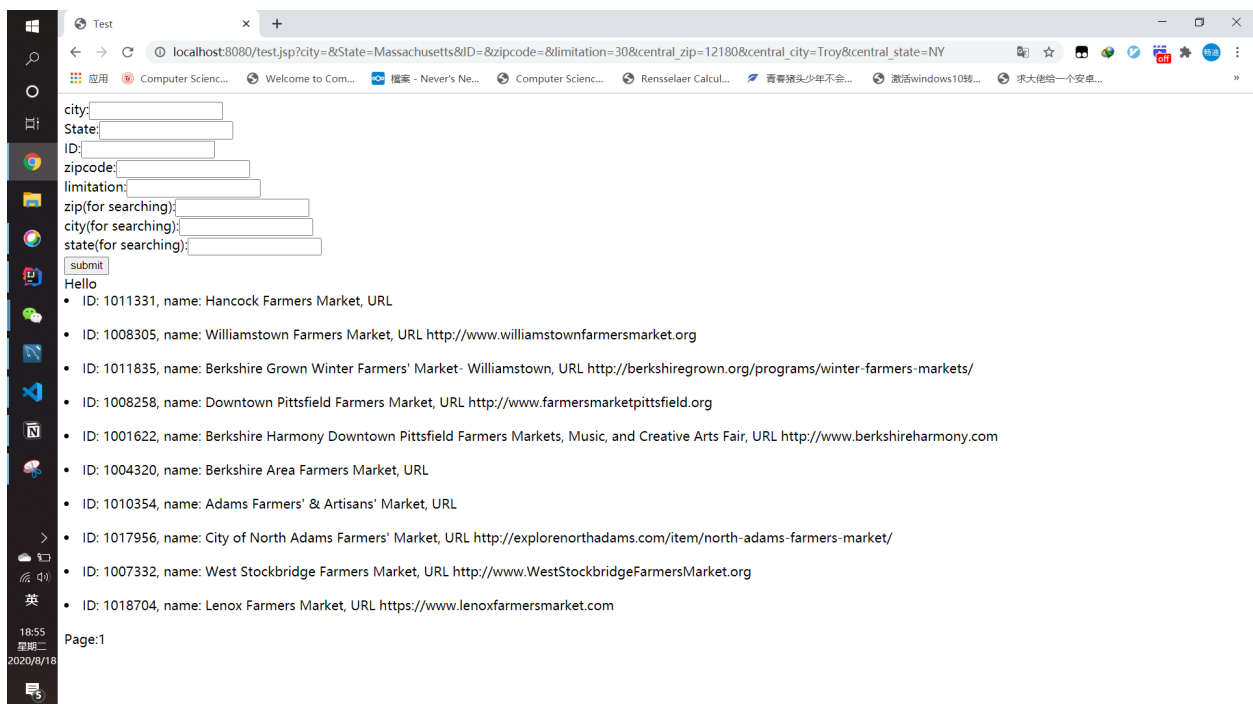 Test
localhost:8080/test.jsp?city=&State=Massachusetts&ID=&zipcode=&limitation=30&central_zip=12180&central_city=Troy&central_state=NY
off
畅迪
应用
Computer Scienc...
Welcome to Com...
檔案 - Never's Ne...
Computer Scienc...
Rensselaer Calcul...
青春猪头少年不会...
激活windows10转...
求大佬给一个安卓...
»
city:
State:
ID:
zipcode:
limitation:
zip(for searching):
city(for searching):
state(for searching):
submit
Hello
• ID: 1011331, name: Hancock Farmers Market, URL
• ID: 1008305, name: Williamstown Farmers Market, URL http://www.williamstownfarmersmarket.org
• ID: 1011835, name: Berkshire Grown Winter Farmers' Market- Williamstown, URL http://berkshiregrown.org/programs/winter-farmers-markets/
• ID: 1008258, name: Downtown Pittsfield Farmers Market, URL http://www.farmersmarketpittsfield.org
• ID: 1001622, name: Berkshire Harmony Downtown Pittsfield Farmers Markets, Music, and Creative Arts Fair, URL http://www.berkshireharmony.com
• ID: 1004320, name: Berkshire Area Farmers Market, URL
• ID: 1010354, name: Adams Farmers' & Artisans' Market, URL
• ID: 1017956, name: City of North Adams Farmers' Market, URL http://explorenorthadams.com/item/north-adams-farmers-market/
• ID: 1007332, name: West Stockbridge Farmers Market, URL http://www.WestStockbridgeFarmersMarket.org
• ID: 1018704, name: Lenox Farmers Market, URL https://www.lenoxfarmersmarket.com
Page:1
英
18:55
星期二
2020/8/18
5